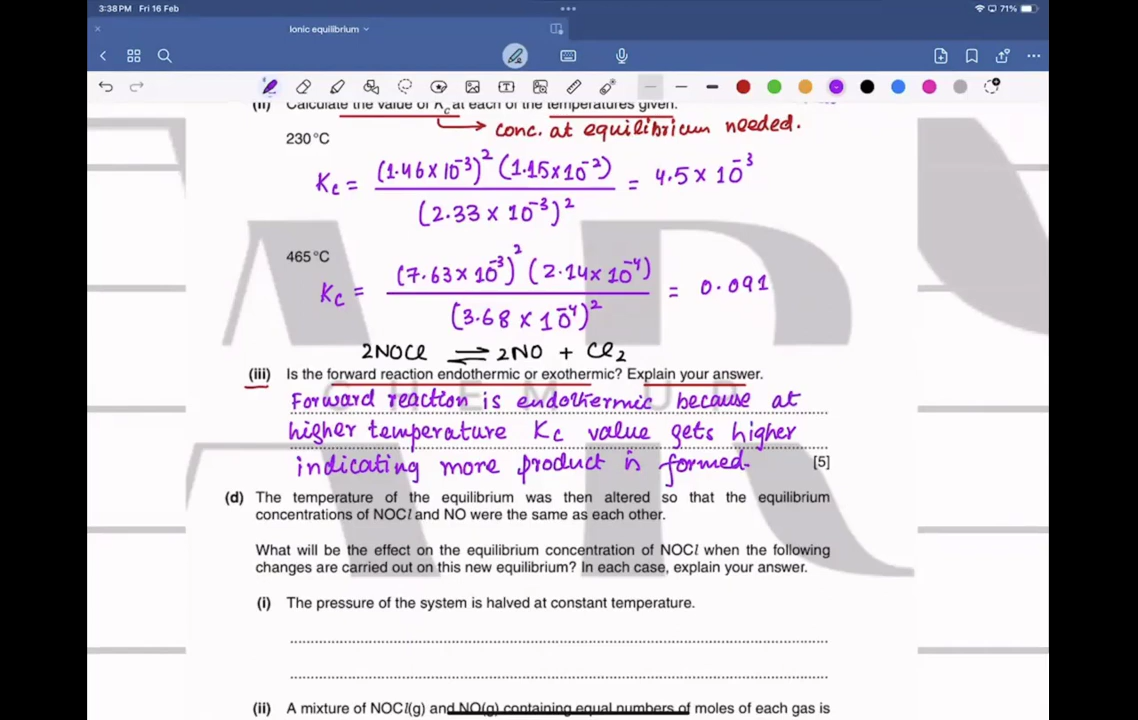 3:38 PM Fri 16 Feb
71%
Ionic equilibrium
(ii) Calculate the value of Kc at each of the temperatures given.
→ conc. at equilibrium needed.
230 °C
Kc = (1.46 x 10⁻³)² (1.15x10⁻²) / (2.33 x 10⁻³)² = 4.5 x 10⁻³
465 °C
Kc = (7.63x 10⁻³)² (2.14x10⁻⁴) / (3.68 x 10⁻⁴)² = 0.091
2NOCl ⇌ 2NO + Cl₂
(iii) Is the forward reaction endothermic or exothermic? Explain your answer.
Forward reaction is endothermic because at
higher temperature Kc value gets higher
indicating more product is formed.
[5]
(d) The temperature of the equilibrium was then altered so that the equilibrium
concentrations of NOCl and NO were the same as each other.
What will be the effect on the equilibrium concentration of NOCl when the following
changes are carried out on this new equilibrium? In each case, explain your answer.
(i) The pressure of the system is halved at constant temperature.
(ii) A mixture of NOCl(g) and NO(g) containing equal numbers of moles of each gas is